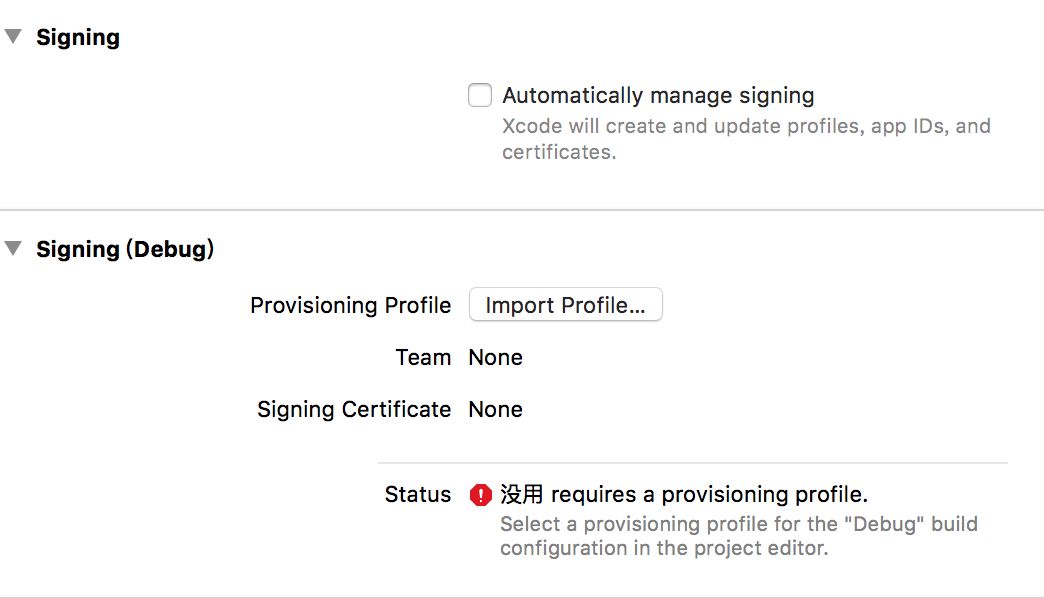 Signing
Automatically manage signing
Xcode will create and update profiles, app IDs, and
certificates.
Signing (Debug)
Provisioning Profile Import Profile...
Team None
Signing Certificate None
Status 没用 requires a provisioning profile.
Select a provisioning profile for the "Debug" build
configuration in the project editor.